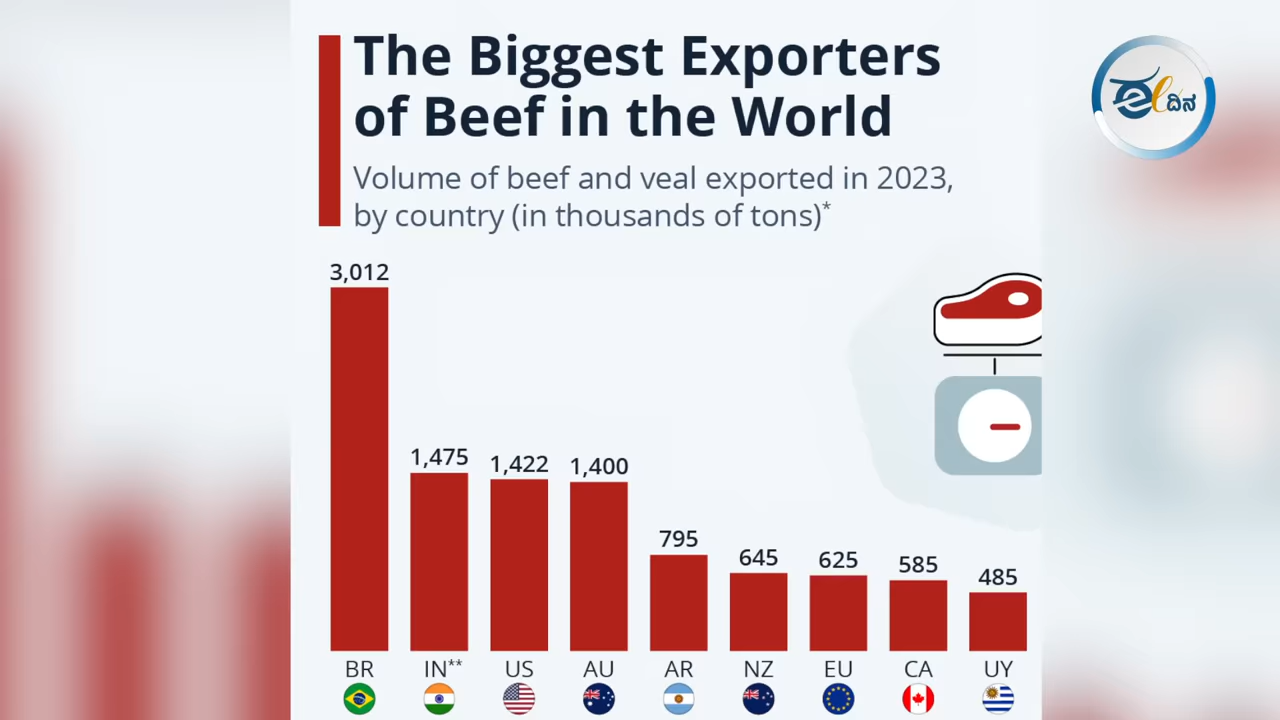 The Biggest Exporters
of Beef in the World
Volume of beef and veal exported in 2023,
by country (in thousands of tons)*
3,012
1,475
1,422
1,400
795
645
625
585
485
BR
IN**
US
AU
AR
NZ
EU
CA
UY
ಈ el ದಿನ